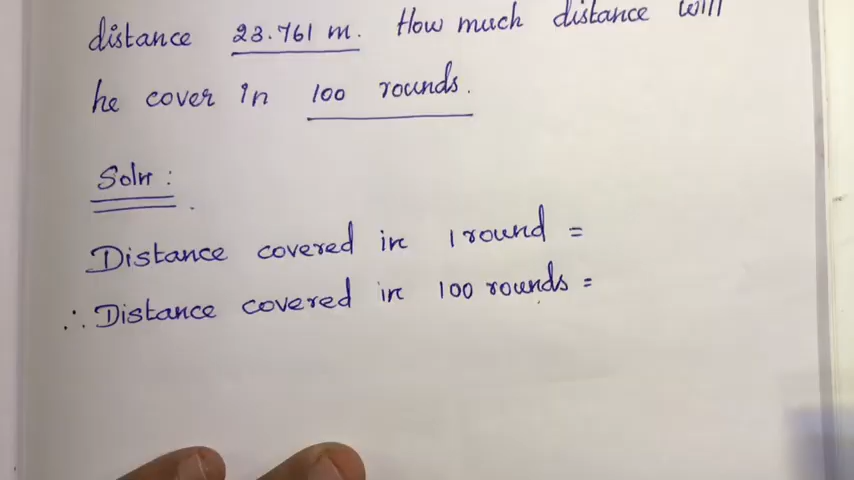 distance 23.761 m. How much distance will
he cover in 100 rounds.
Soln:
Distance covered in 1 round =
∴ Distance covered in 100 rounds =